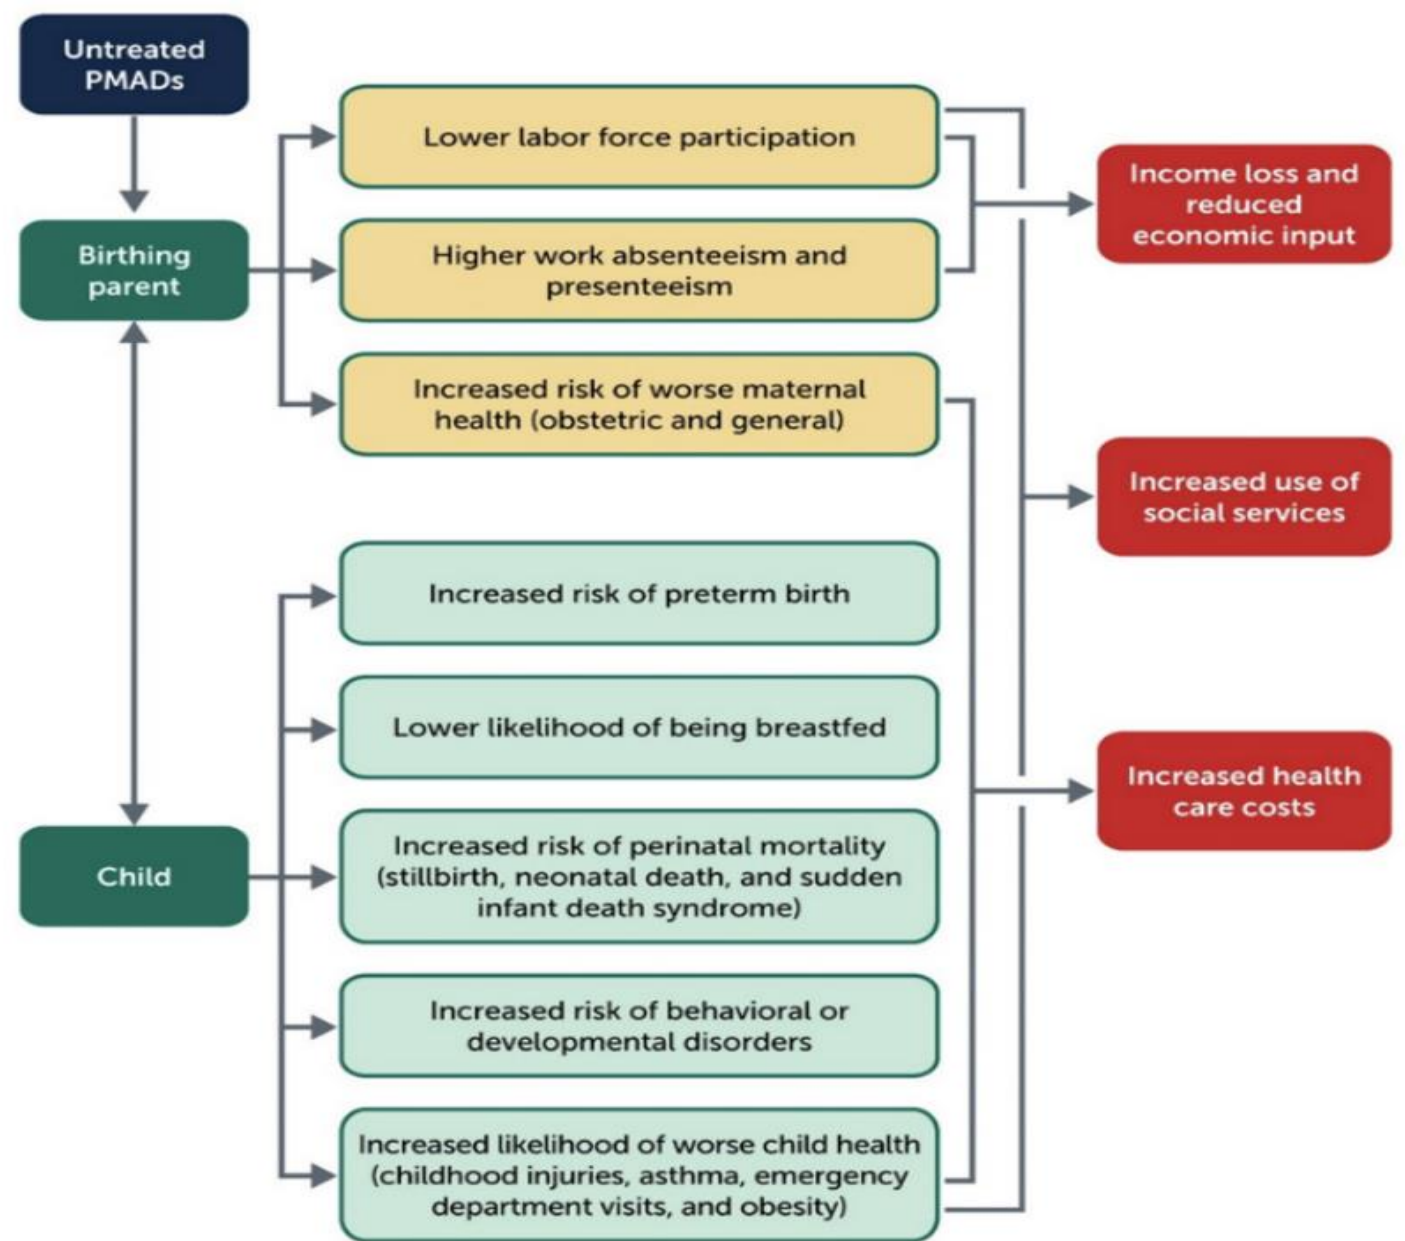 Untreated
PMADs
Birthing
parent
Lower labor force participation
Higher work absenteeism and
presenteeism
Increased risk of worse maternal
health (obstetric and general)
Income loss and
reduced
economic input
Increased use of
social services
Increased health
care costs
Child
Increased risk of preterm birth
Lower likelihood of being breastfed
Increased risk of perinatal mortality
(stillbirth, neonatal death, and sudden
infant death syndrome)
Increased risk of behavioral or
developmental disorders
Increased likelihood of worse child health
(childhood injuries, asthma, emergency
department visits, and obesity)